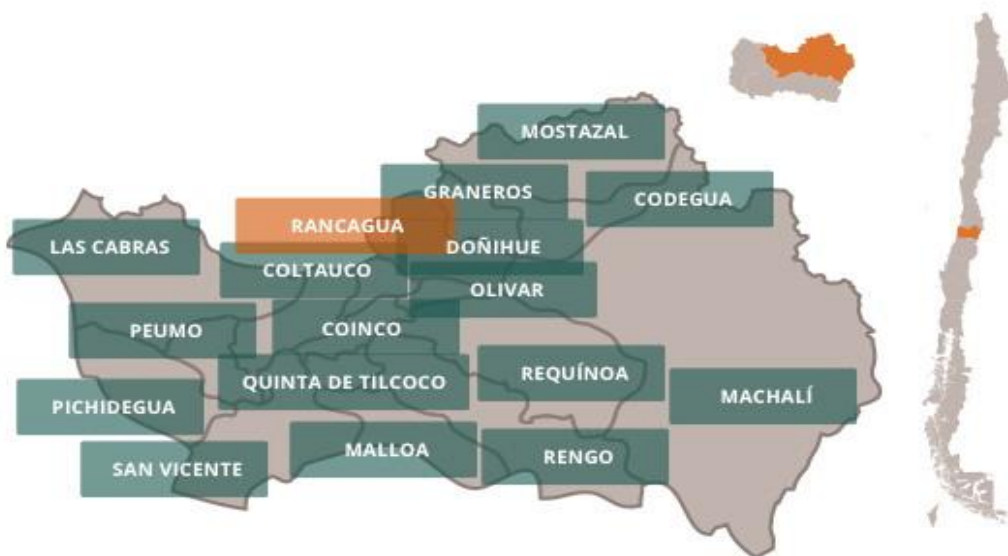 MOSTAZAL
GRANEROS
CODEGUA
RANCAGUA
LAS CABRAS
DOÑIHUE
COLTAUCO
OLIVAR
PEUMO
COINCO
REQUÍNOA
QUINTA DE TILCOCO
MACHALÍ
PICHIDEGUA
MALLOA
RENGO
SAN VICENTE